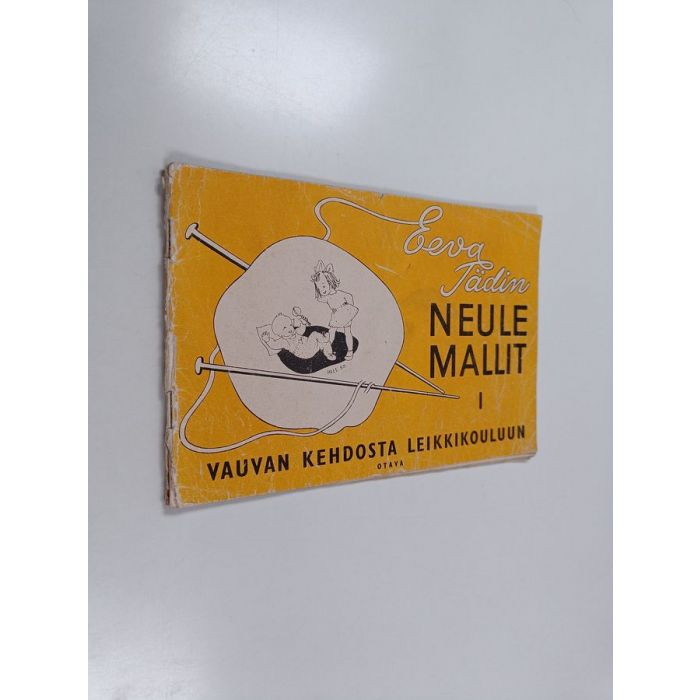 Eeva
Tädin
NEULE
MALLIT
I
VAUVAN KEHDOSTA LEIKKIKOULUUN
OTAVA